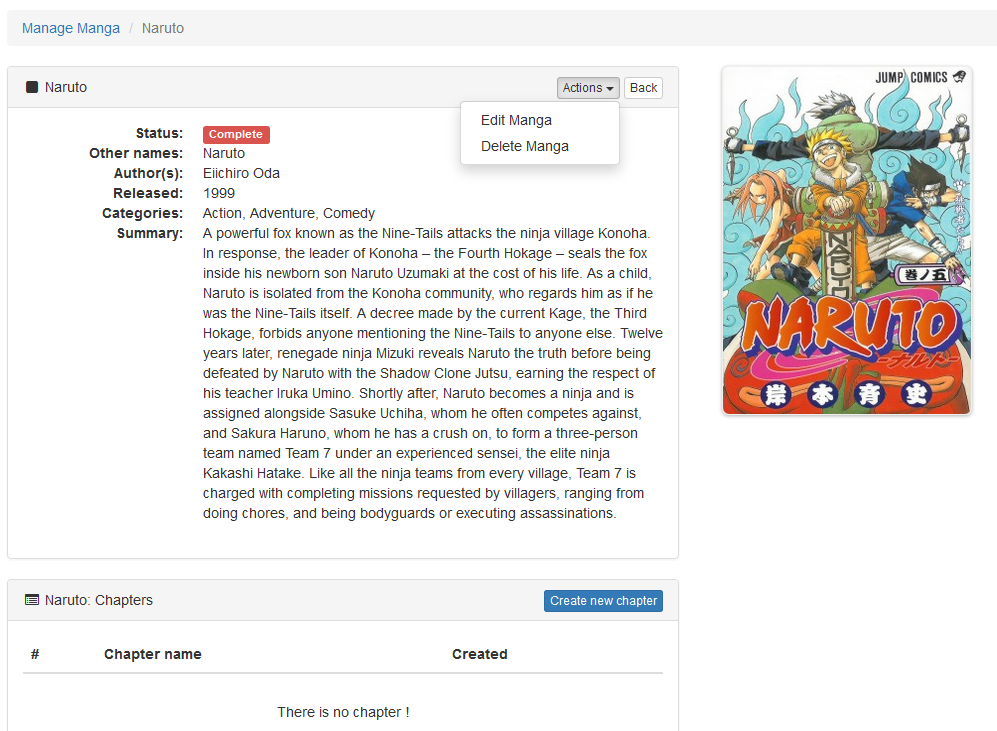 Manage Manga / Naruto
Naruto
Actions
Back
Edit Manga
Delete Manga
Status: Complete
Other names: Naruto
Author(s): Eiichiro Oda
Released: 1999
Categories: Action, Adventure, Comedy
Summary: A powerful fox known as the Nine-Tails attacks the ninja village Konoha.
In response, the leader of Konoha – the Fourth Hokage – seals the fox
inside his newborn son Naruto Uzumaki at the cost of his life. As a child,
Naruto is isolated from the Konoha community, who regards him as if he
was the Nine-Tails itself. A decree made by the current Kage, the Third
Hokage, forbids anyone mentioning the Nine-Tails to anyone else. Twelve
years later, renegade ninja Mizuki reveals Naruto the truth before being
defeated by Naruto with the Shadow Clone Jutsu, earning the respect of
his teacher Iruka Umino. Shortly after, Naruto becomes a ninja and is
assigned alongside Sasuke Uchiha, whom he often competes against,
and Sakura Haruno, whom he has a crush on, to form a three-person
team named Team 7 under an experienced sensei, the elite ninja
Kakashi Hatake. Like all the ninja teams from every village, Team 7 is
charged with completing missions requested by villagers, ranging from
doing chores, and being bodyguards or executing assassinations.
JUMP COMICS
NARUTO
巻ノ五
NARUTO
ーナルトー
岸本斉史
Naruto: Chapters
Create new chapter
# Chapter name Created
There is no chapter !